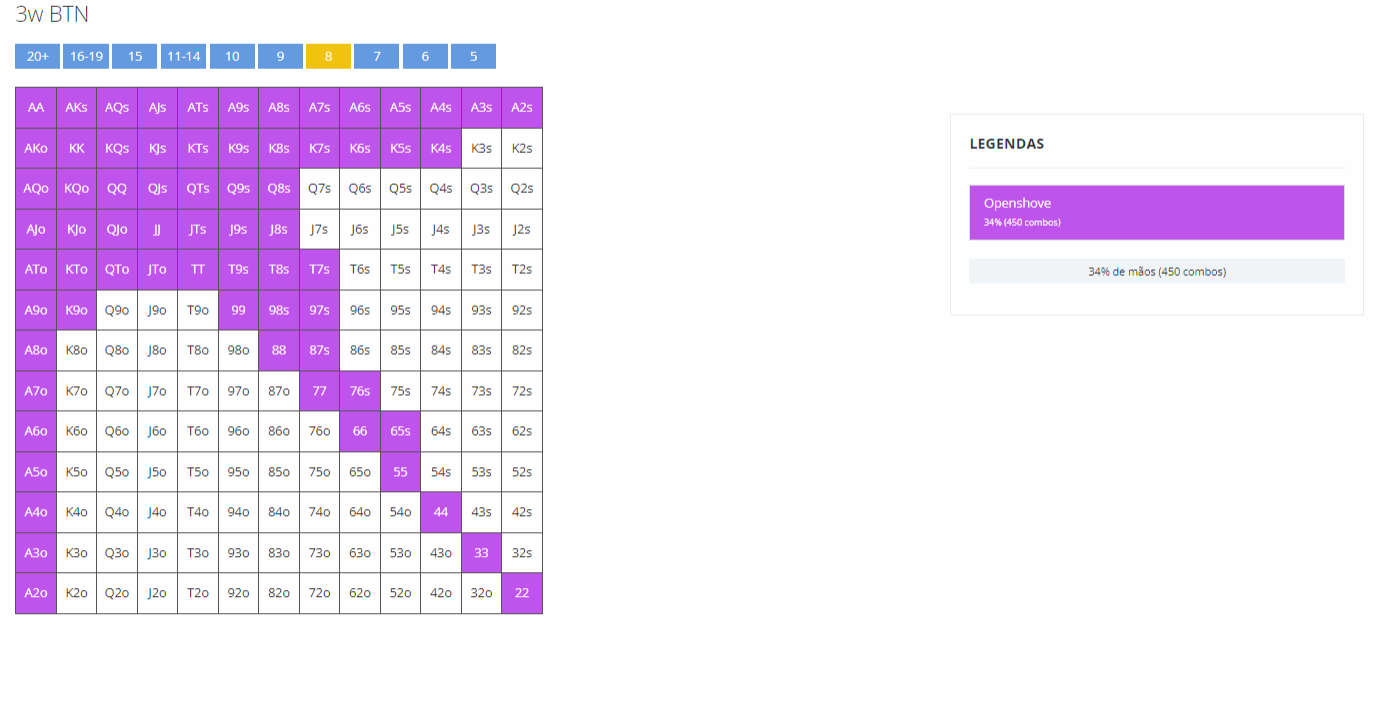 3w BTN
20+ 16-19 15 11-14 10 9 8 7 6 5
AA AKs AQs AJs ATs A9s A8s A7s A6s A5s A4s A3s A2s
AKo KK KQs KJs KTs K9s K8s K7s K6s K5s K4s K3s K2s
AQo KQo QQ QJs QTs Q9s Q8s Q7s Q6s Q5s Q4s Q3s Q2s
AJo KJo QJo JJ JTs J9s J8s J7s J6s J5s J4s J3s J2s
ATo KTo QTo JTo TT T9s T8s T7s T6s T5s T4s T3s T2s
A9o K9o Q9o J9o T9o 99 98s 97s 96s 95s 94s 93s 92s
A8o K8o Q8o J8o T8o 98o 88 87s 86s 85s 84s 83s 82s
A7o K7o Q7o J7o T7o 97o 87o 77 76s 75s 74s 73s 72s
A6o K6o Q6o J6o T6o 96o 86o 76o 66 65s 64s 63s 62s
A5o K5o Q5o J5o T5o 95o 85o 75o 65o 55 54s 53s 52s
A4o K4o Q4o J4o T4o 94o 84o 74o 64o 54o 44 43s 42s
A3o K3o Q3o J3o T3o 93o 83o 73o 63o 53o 43o 33 32s
A2o K2o Q2o J2o T2o 92o 82o 72o 62o 52o 42o 32o 22
LEGENDAS
Openshove
34% (450 combos)
34% de mãos (450 combos)